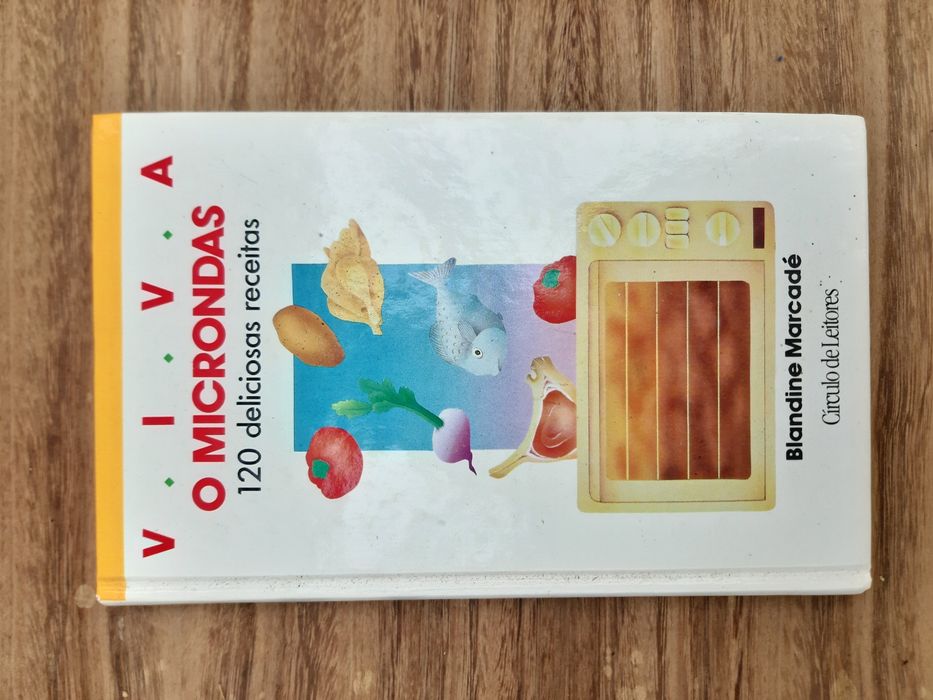 V·I·V·A
O MICRONDAS
120 deliciosas receitas
Blandine Marcadé
Círculo de Leitores